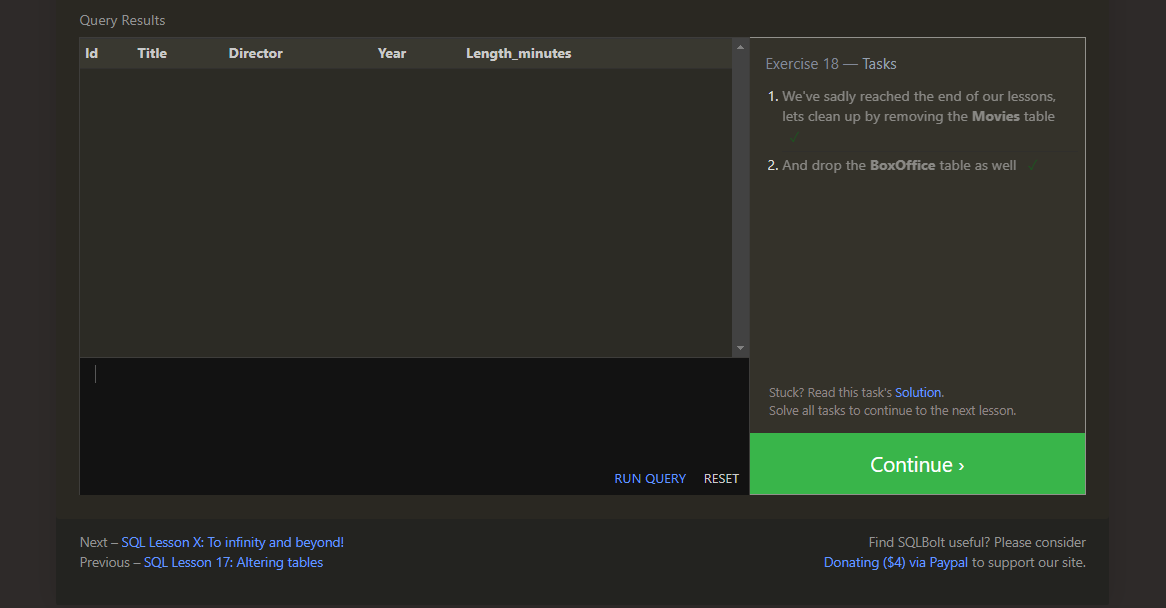 Query Results
Id Title Director Year Length_minutes
Exercise 18 — Tasks
1. We've sadly reached the end of our lessons,
lets clean up by removing the Movies table
✓
2. And drop the BoxOffice table as well ✓
Stuck? Read this task's Solution.
Solve all tasks to continue to the next lesson.
RUN QUERY RESET
Continue ›
Next – SQL Lesson X: To infinity and beyond!
Previous – SQL Lesson 17: Altering tables
Find SQLBolt useful? Please consider
Donating ($4) via Paypal to support our site.